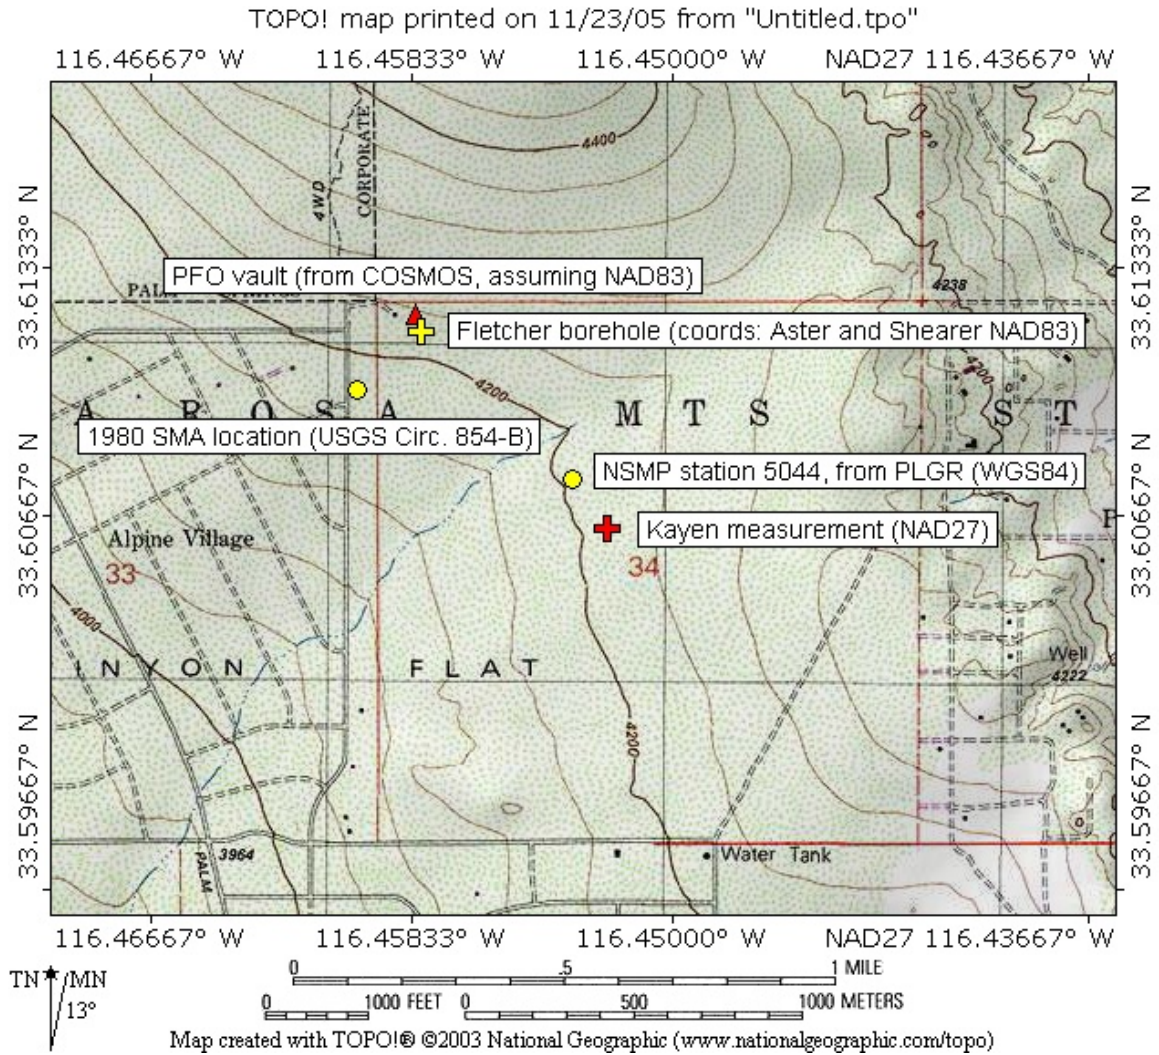 TOPO! map printed on 11/23/05 from "Untitled.tpo"
116.46667° W 116.45833° W 116.45000° W NAD27 116.43667° W
4400
CORPORATE
4WD
33.61333° N
33.61333° N
PFO vault (from COSMOS, assuming NAD83)
4238
PALM
Fletcher borehole (coords: Aster and Shearer NAD83)
4200
4200
A R O S A M T S S T
1980 SMA location (USGS Circ. 854-B)
NSMP station 5044, from PLGR (WGS84)
33.60667° N
33.60667° N
Kayen measurement (NAD27)
P
Alpine Village
33
34
4000
INYON FLAT
Well
4222
4200
33.59667° N
33.59667° N
3964
PALM
Water Tank
116.46667° W 116.45833° W 116.45000° W NAD27 116.43667° W
TN MN
13°
0 .5 1 MILE
0 1000 FEET 0 500 1000 METERS
Map created with TOPO!® ©2003 National Geographic (www.nationalgeographic.com/topo)